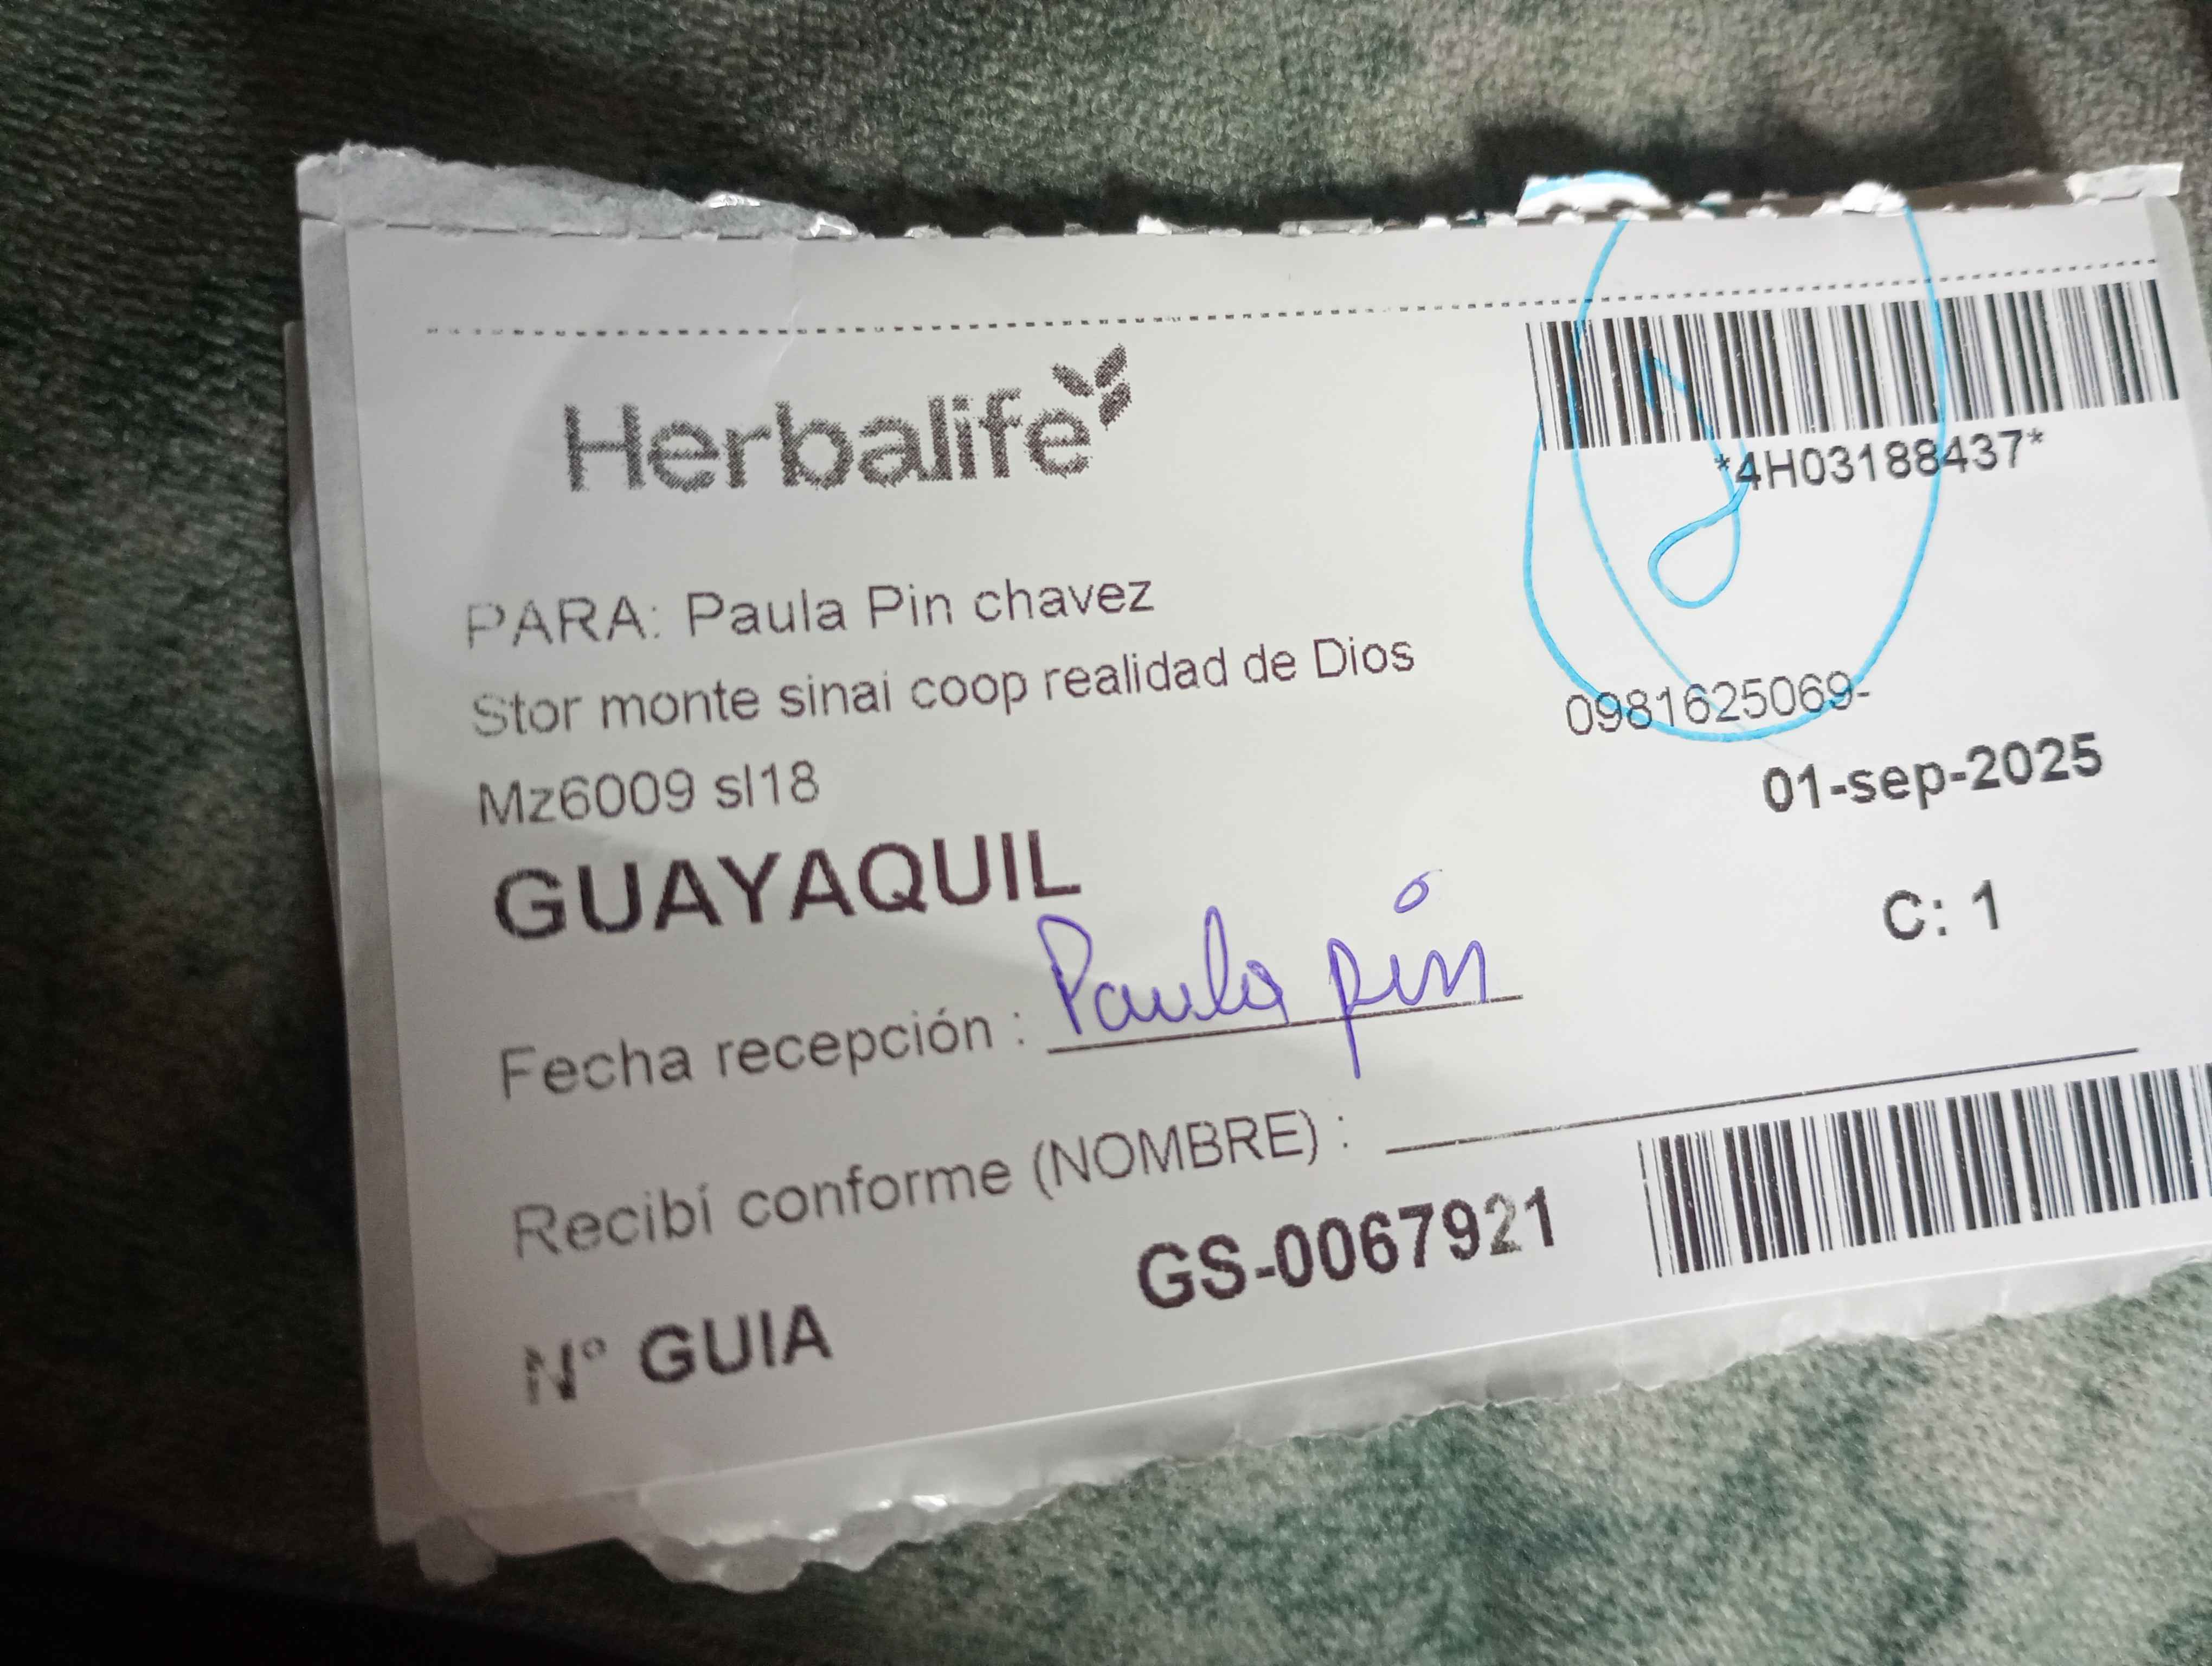 Herbalife
*4H03188437*
PARA: Paula Pin chavez
Stor monte sinai coop realidad de Dios
0981625069-
Mz6009 sl18
01-sep-2025
GUAYAQUIL
C: 1
Fecha recepción : Paula pin
Recibí conforme (NOMBRE) :
N° GUIA GS-0067921